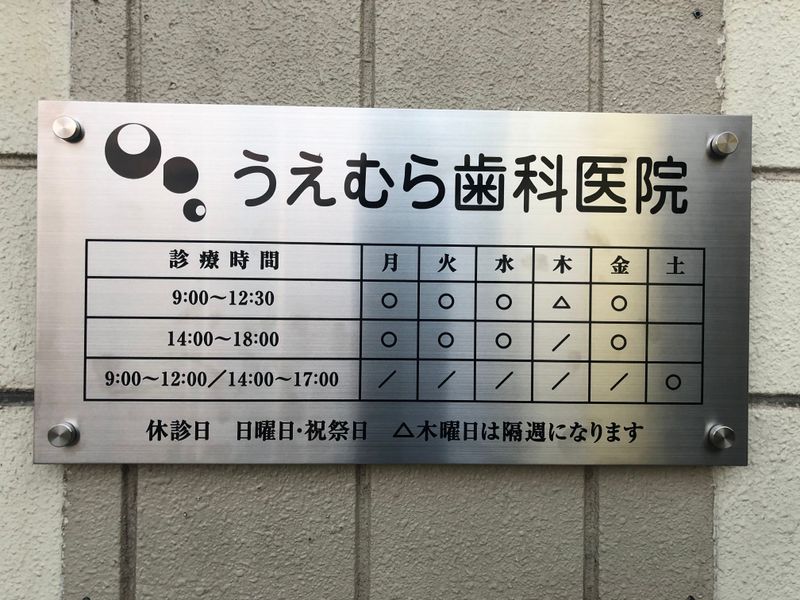 うえむら歯科医院
診療時間 月 火 水 木 金 土
9:00〜12:30 ○ ○ ○ △ ○
14:00〜18:00 ○ ○ ○ ／ ○
9:00〜12:00／14:00〜17:00 ／ ／ ／ ／ ／ ○
休診日 日曜日・祝祭日 △木曜日は隔週になります